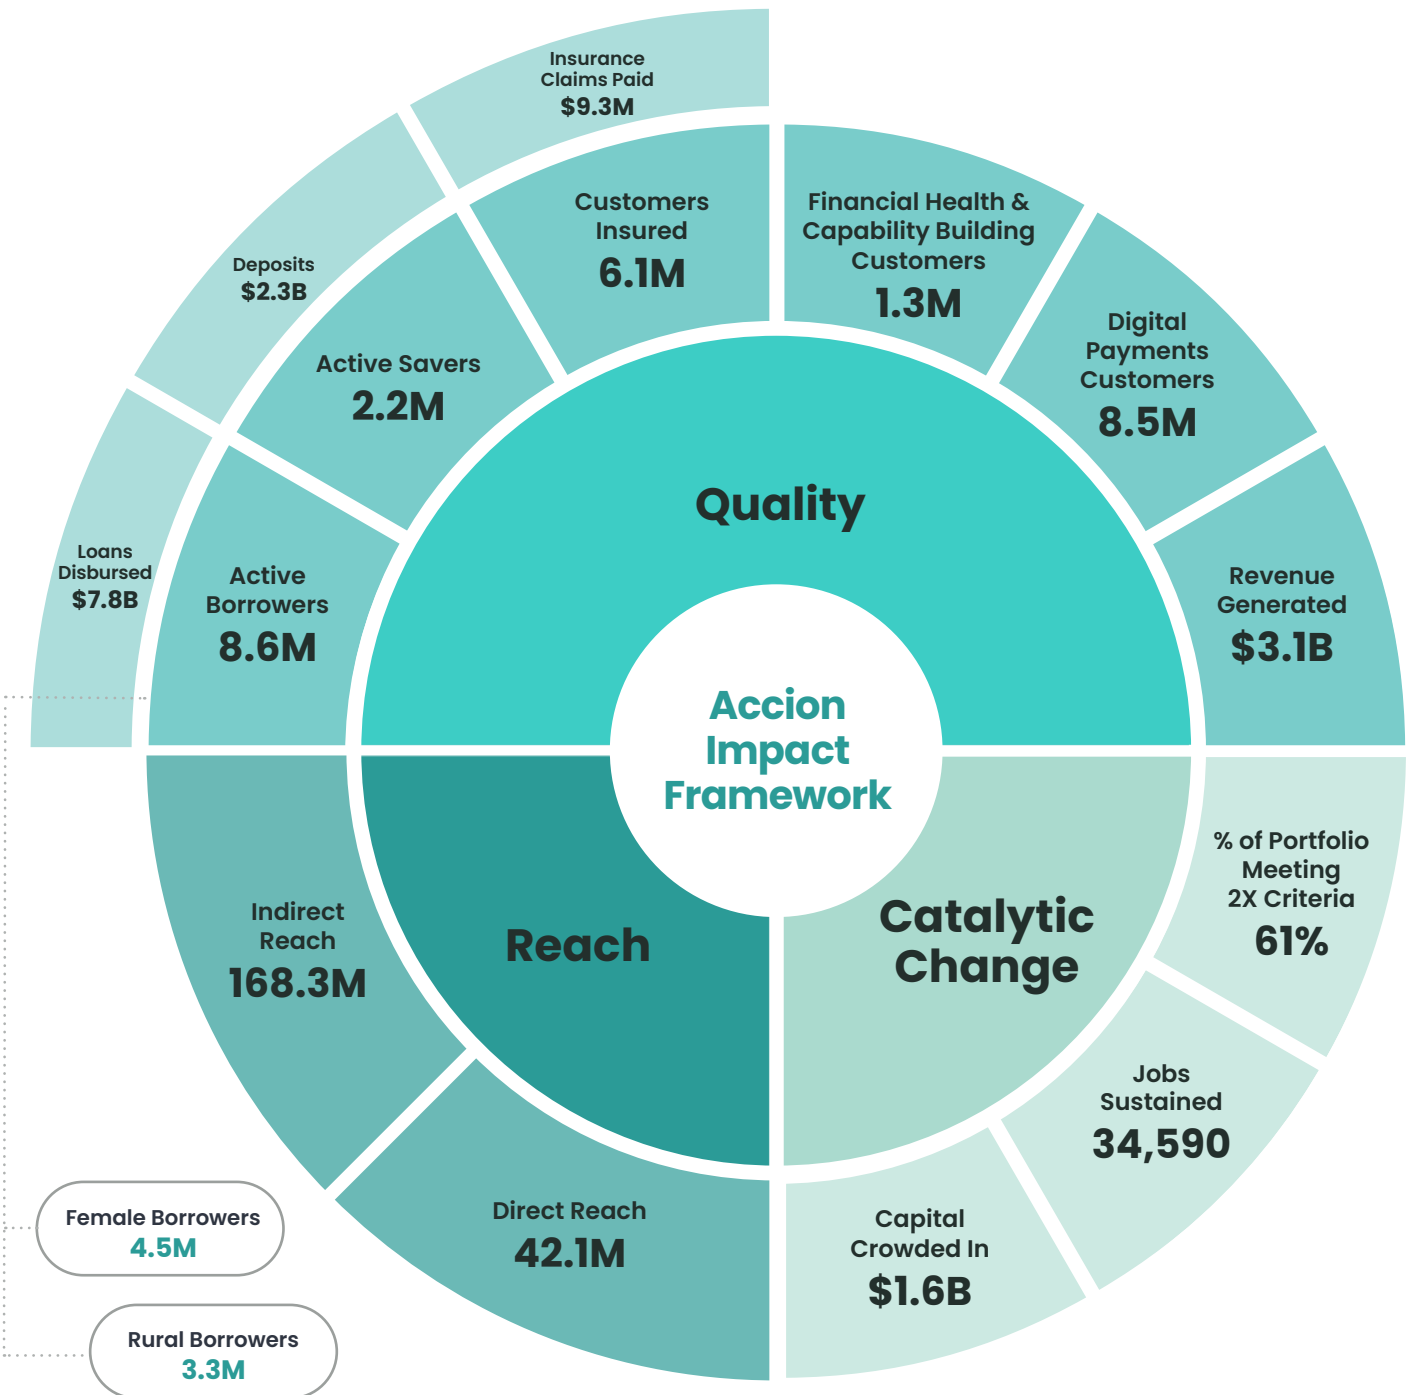 Insurance
Claims Paid
$9.3M
Deposits
$2.3B
Loans
Disbursed
$7.8B
Customers
Insured
6.1M
Financial Health &
Capability Building
Customers
1.3M
Active Savers
2.2M
Digital
Payments
Customers
8.5M
Active
Borrowers
8.6M
Revenue
Generated
$3.1B
Quality
Accion
Impact
Framework
Reach
Catalytic
Change
Indirect
Reach
168.3M
Direct Reach
42.1M
% of Portfolio
Meeting
2X Criteria
61%
Jobs
Sustained
34,590
Capital
Crowded In
$1.6B
Female Borrowers
4.5M
Rural Borrowers
3.3M